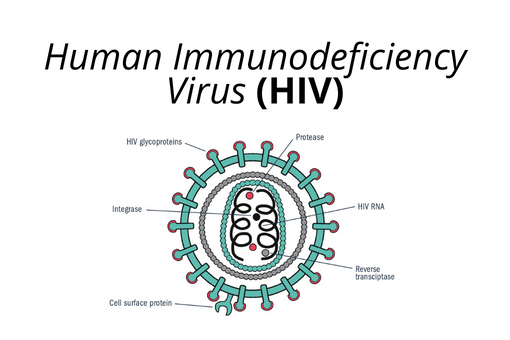 Human Immunodeficiency
Virus (HIV)
HIV glycoproteins
Protease
Integrase
HIV RNA
Reverse
transciptase
Cell surface protein